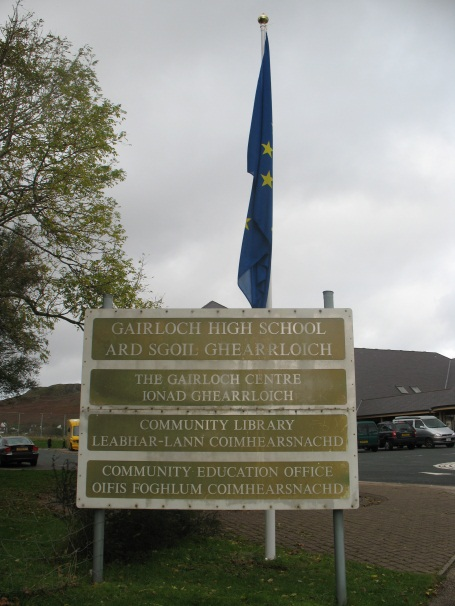 GAIRLOCH HIGH SCHOOL
ARD SGOIL GHEARRLOICH
THE GAIRLOCH CENTRE
IONAD GHEARRLOICH
COMMUNITY LIBRARY
LEABHAR-LANN COIMHEARSNACHD
COMMUNITY EDUCATION OFFICE
OIFIS FOGHLUM COIMHEARSNACHD